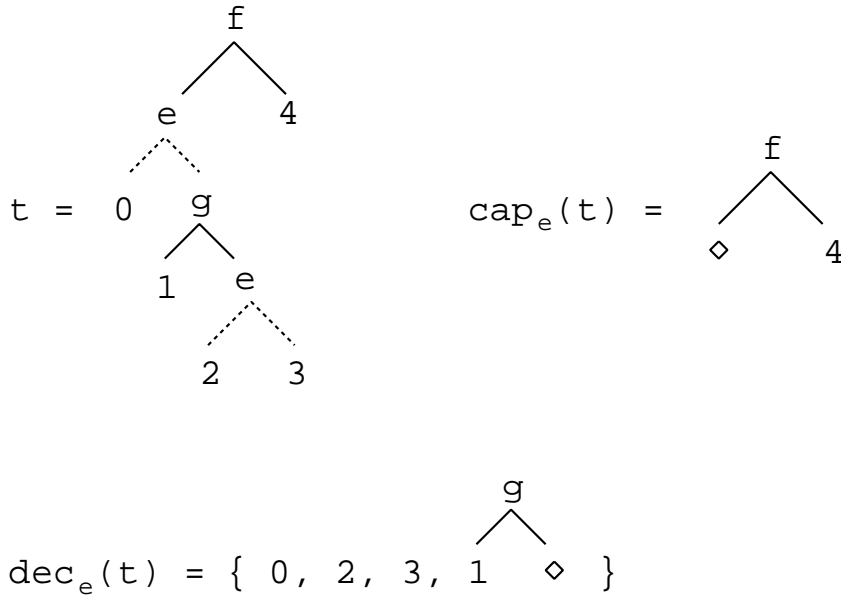 f
e 4
f
t = 0 g
cap_e(t) =
◇ 4
1 e
2 3
g
dec_e(t) = { 0, 2, 3, 1 ◇ }